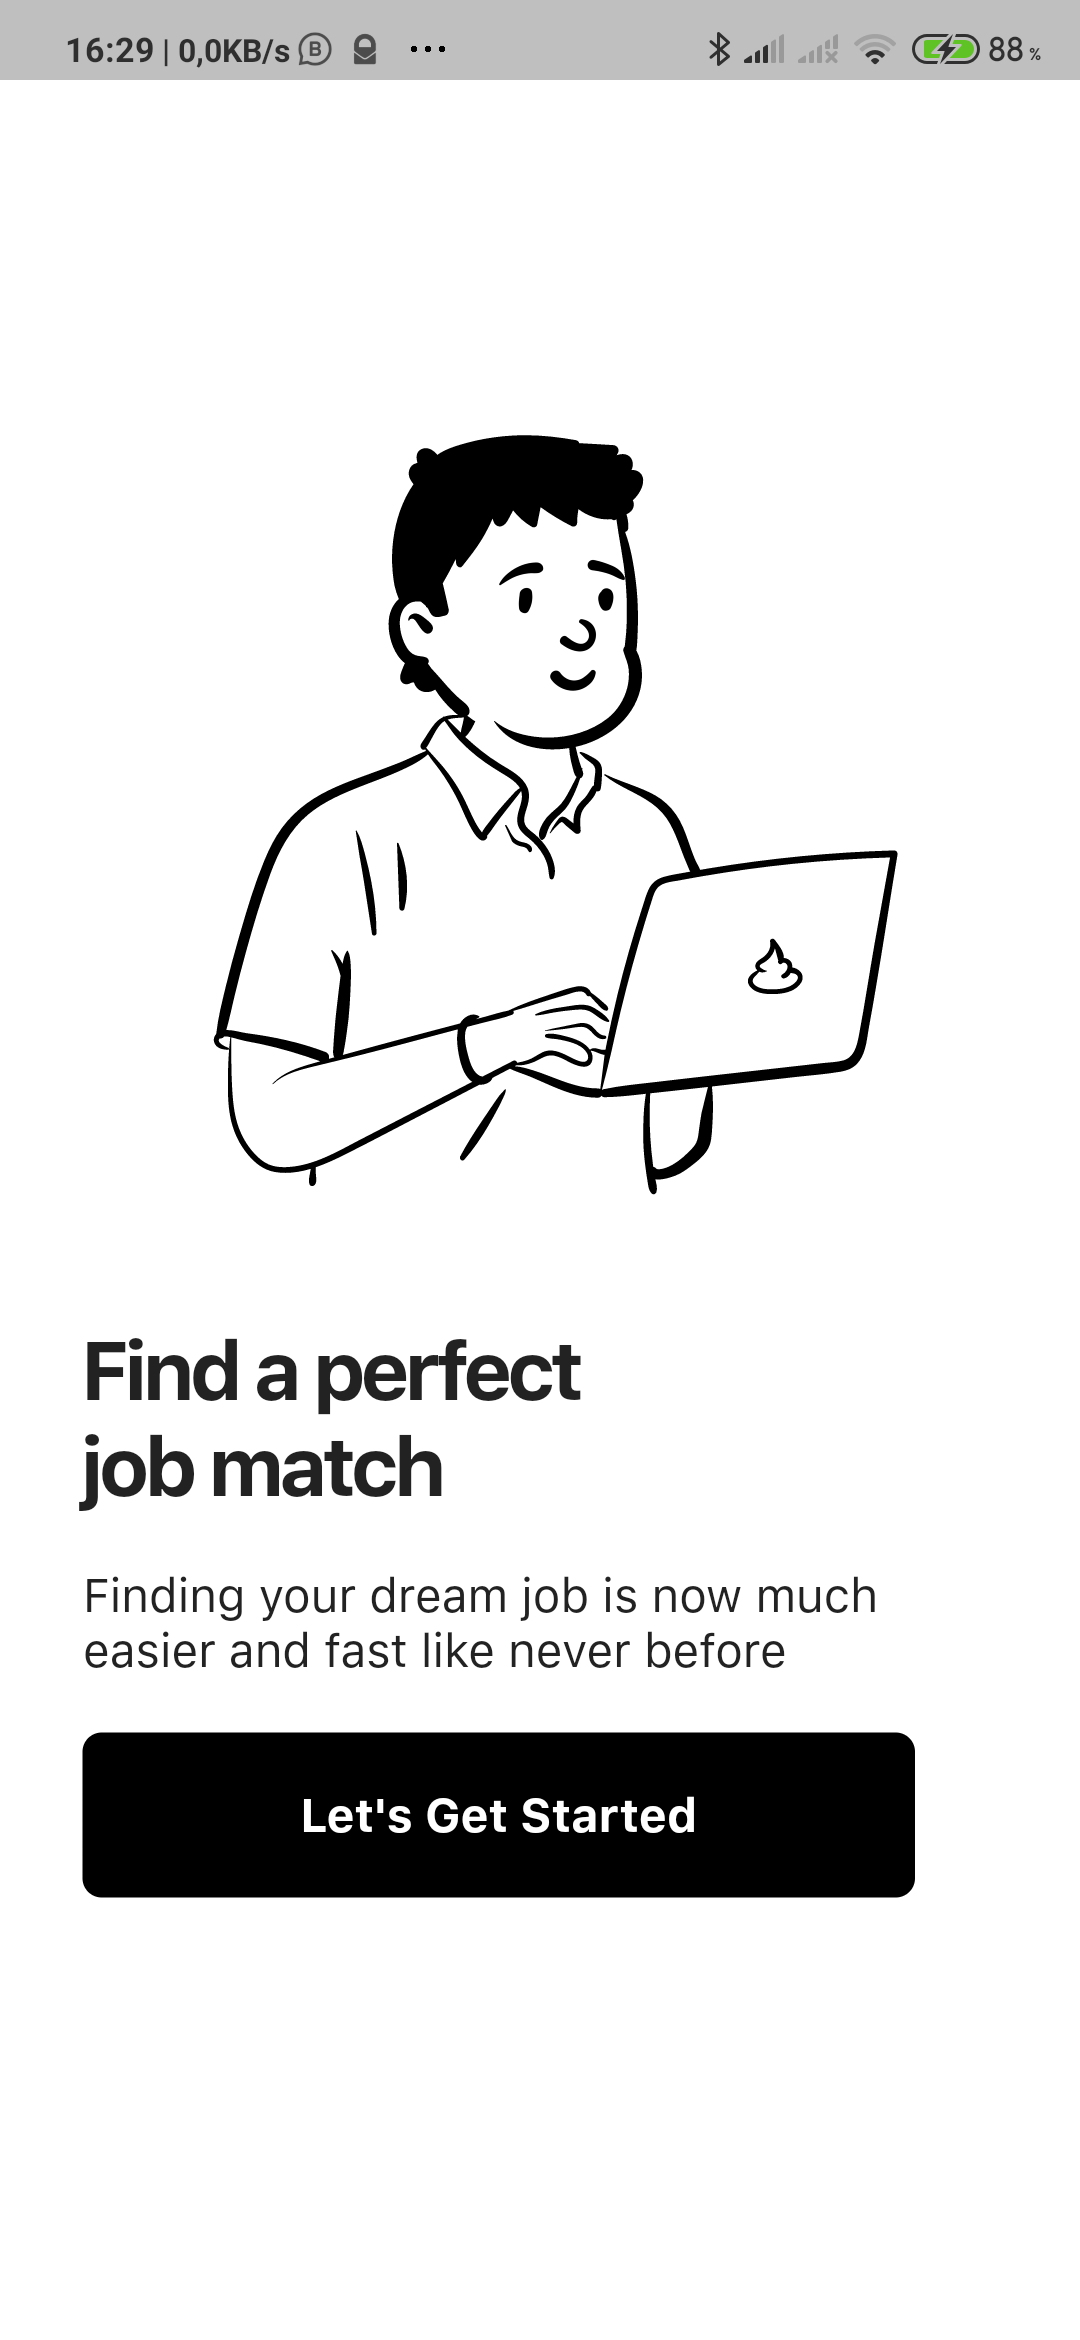 16:29 | 0,0KB/s B ... 88 %
Find a perfect
job match
Finding your dream job is now much
easier and fast like never before
Let's Get Started